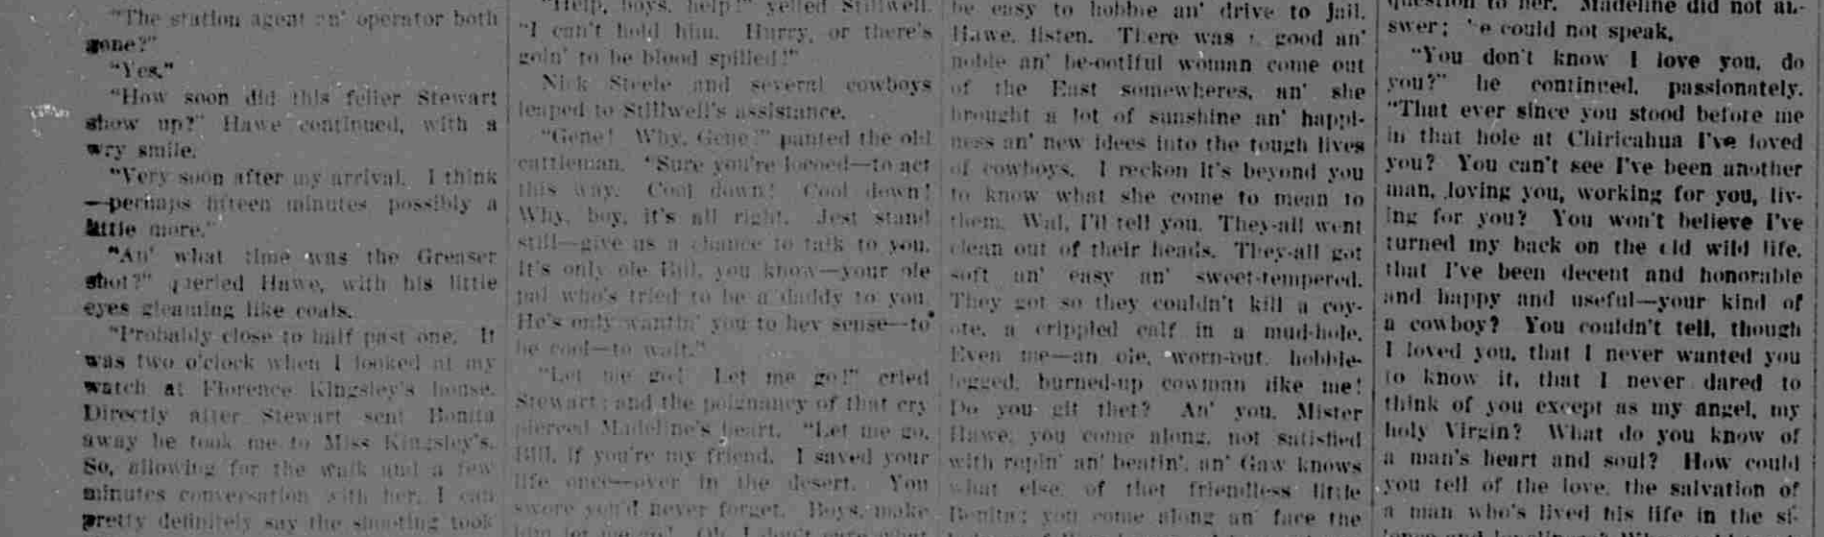 "The station agent an' operator both
gone?"
"Yes."
"How soon did this feller Stewart
show up?" Hawe continued, with a
wry smile.
"Very soon after my arrival. I think
—perhaps fifteen minutes possibly a
little more."
"An' what time was the Greaser
shot?" queried Hawe, with his little
eyes gleaming like coals.
"Probably close to half past one. It
was two o'clock when I looked at my
watch at Florence Kingsley's house.
Directly after Stewart sent Bonita
away he took me to Miss Kingsley's.
So, allowing for the walk and a few
minutes conversation with her, I can
pretty definitely say the shooting took
"Help, boys, help!" yelled Stillwell.
"I can't hold him. Hurry, or there's
goin' to be blood spilled!"
Nick Steele and several cowboys
leaped to Stillwell's assistance.
"Gene! Why, Gene!" panted the old
cattleman. "Sure you're locoed—to act
this way. Cool down! Cool down!
Why, boy, it's all right. Jest stand
still—give us a chance to talk to you.
It's only ole Bill, you know—your ole
pal who's tried to be a daddy to you.
He's only wantin' you to hev sense—to
be cool—to wait."
"Let me go! Let me go!" cried
Stewart; and the poignancy of that cry
pierced Madeline's heart. "Let me go,
Bill, if you're my friend. I saved your
life once—over in the desert. You
swore you'd never forget. Boys, make
him let me go! Oh, I don't care what
be easy to hobble an' drive to jail.
Hawe, listen. There was good an'
noble an' be-ootiful woman come out
of the East somewheres, an' she
brought a lot of sunshine an' happi-
ness an' new idees into the tough lives
of cowboys. I reckon it's beyond you
to know what she come to mean to
them. Wal, I'll tell you. They-all went
clean out of their heads. They-all got
soft an' easy an' sweet-tempered.
They got so they couldn't kill a coy-
ote, a crippled calf in a mud-hole.
Even me—an ole, worn-out, hobble-
legged, burned-up cowman like me!
Do you git thet? An' you, Mister
Hawe, you come along, not satisfied
with ropin' an' beatin', an' Gaw knows
what else, of thet friendless little
Bonita; you come along an' face the
question to her. Madeline did not an-
swer; 'e could not speak.
"You don't know I love you, do
you?" he continued, passionately.
"That ever since you stood before me
in that hole at Chiricahua I've loved
you? You can't see I've been another
man, loving you, working for you, liv-
ing for you? You won't believe I've
turned my back on the old wild life,
that I've been decent and honorable
and happy and useful—your kind of
a cowboy? You couldn't tell, though
I loved you, that I never wanted you
to know it, that I never dared to
think of you except as my angel, my
holy Virgin? What do you know of
a man's heart and soul? How could
you tell of the love, the salvation of
a man who's lived his life in the si-